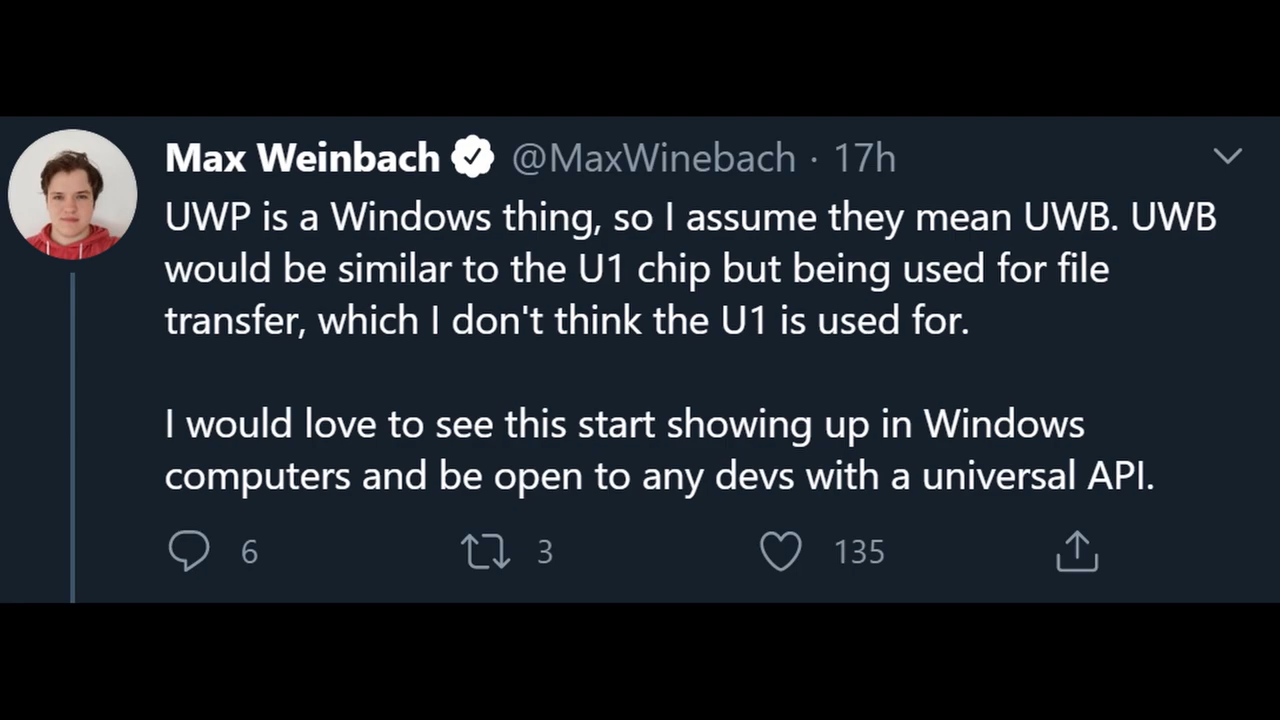 Max Weinbach @MaxWinebach · 17h
UWP is a Windows thing, so I assume they mean UWB. UWB
would be similar to the U1 chip but being used for file
transfer, which I don't think the U1 is used for.
I would love to see this start showing up in Windows
computers and be open to any devs with a universal API.
6 3 135